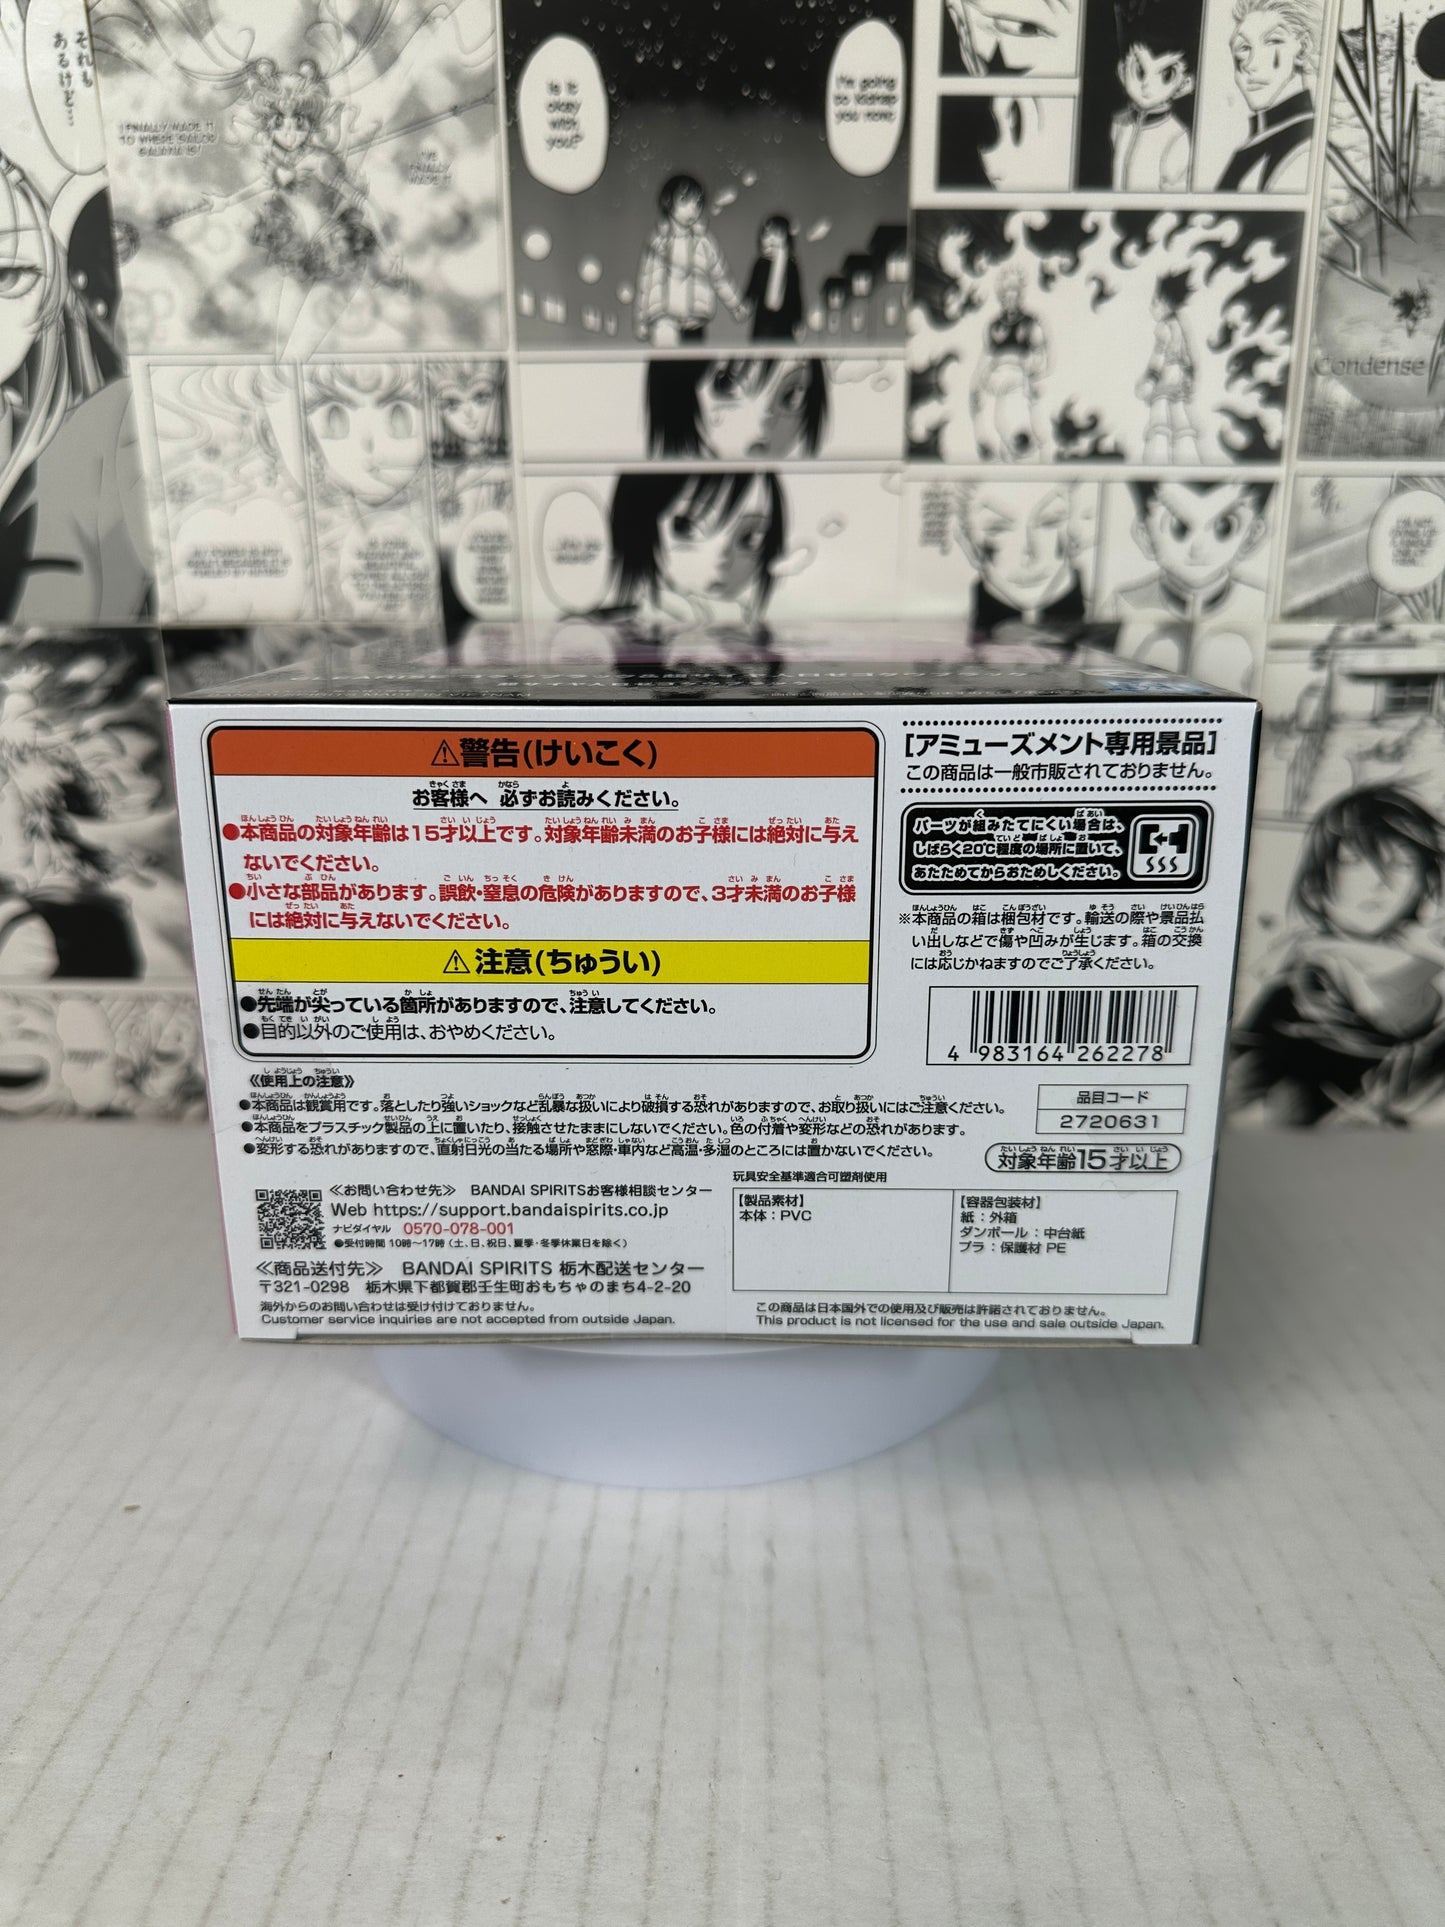 それも
あるけど…
I FINALLY MADE IT
TO WHERE SAILOR
GALAXIA IS!
I'VE
FINALLY
MADE IT
Is it
okay
with
you?
I'm going
to kidnap
you now.
Condense
⚠警告(けいこく)
お客様へ 必ずお読みください。
●本商品の対象年齢は15才以上です。対象年齢未満のお子様には絶対に与え
ないでください。
●小さな部品があります。誤飲・窒息の危険がありますので、3才未満のお子様
には絶対に与えないでください。
⚠注意(ちゅうい)
●先端が尖っている箇所がありますので、注意してください。
●目的以外のご使用は、おやめください。
《使用上の注意》
●本商品は観賞用です。落としたり強いショックなど乱暴な扱いにより破損する恐れがありますので、お取り扱いにはご注意ください。
●本商品をプラスチック製品の上に置いたり、接触させたままにしないでください。色の付着や変形などの恐れがあります。
●変形する恐れがありますので、直射日光の当たる場所や窓際・車内など高温・多湿のところには置かないでください。
≪お問い合わせ先≫ BANDAI SPIRITSお客様相談センター
Web https://support.bandaispirits.co.jp
ナビダイヤル 0570-078-001
●受付時間 10時〜17時(土、日、祝日、夏季・冬季休業日を除く)
≪商品送付先≫ BANDAI SPIRITS 栃木配送センター
〒321-0298 栃木県下都賀郡壬生町おもちゃのまち4-2-20
海外からのお問い合わせは受け付けておりません。
Customer service inquiries are not accepted from outside Japan.
[アミューズメント専用景品]
この商品は一般市販されておりません。
パーツが組みたてにくい場合は、
しばらく20℃程度の場所に置いて、
あたためてからおためしください。
※本商品の箱は梱包材です。輸送の際や景品払
い出しなどで傷や凹みが生じます。箱の交換
には応じかねますのでご了承ください。
4 983164 262278
品目コード
2720631
対象年齢15才以上
玩具安全基準適合可塑剤使用
【製品素材】
本体：PVC
【容器包装材】
紙：外箱
ダンボール：中台紙
プラ：保護材 PE
この商品は日本国外での使用及び販売は許諾されておりません。
This product is not licensed for the use and sale outside Japan.